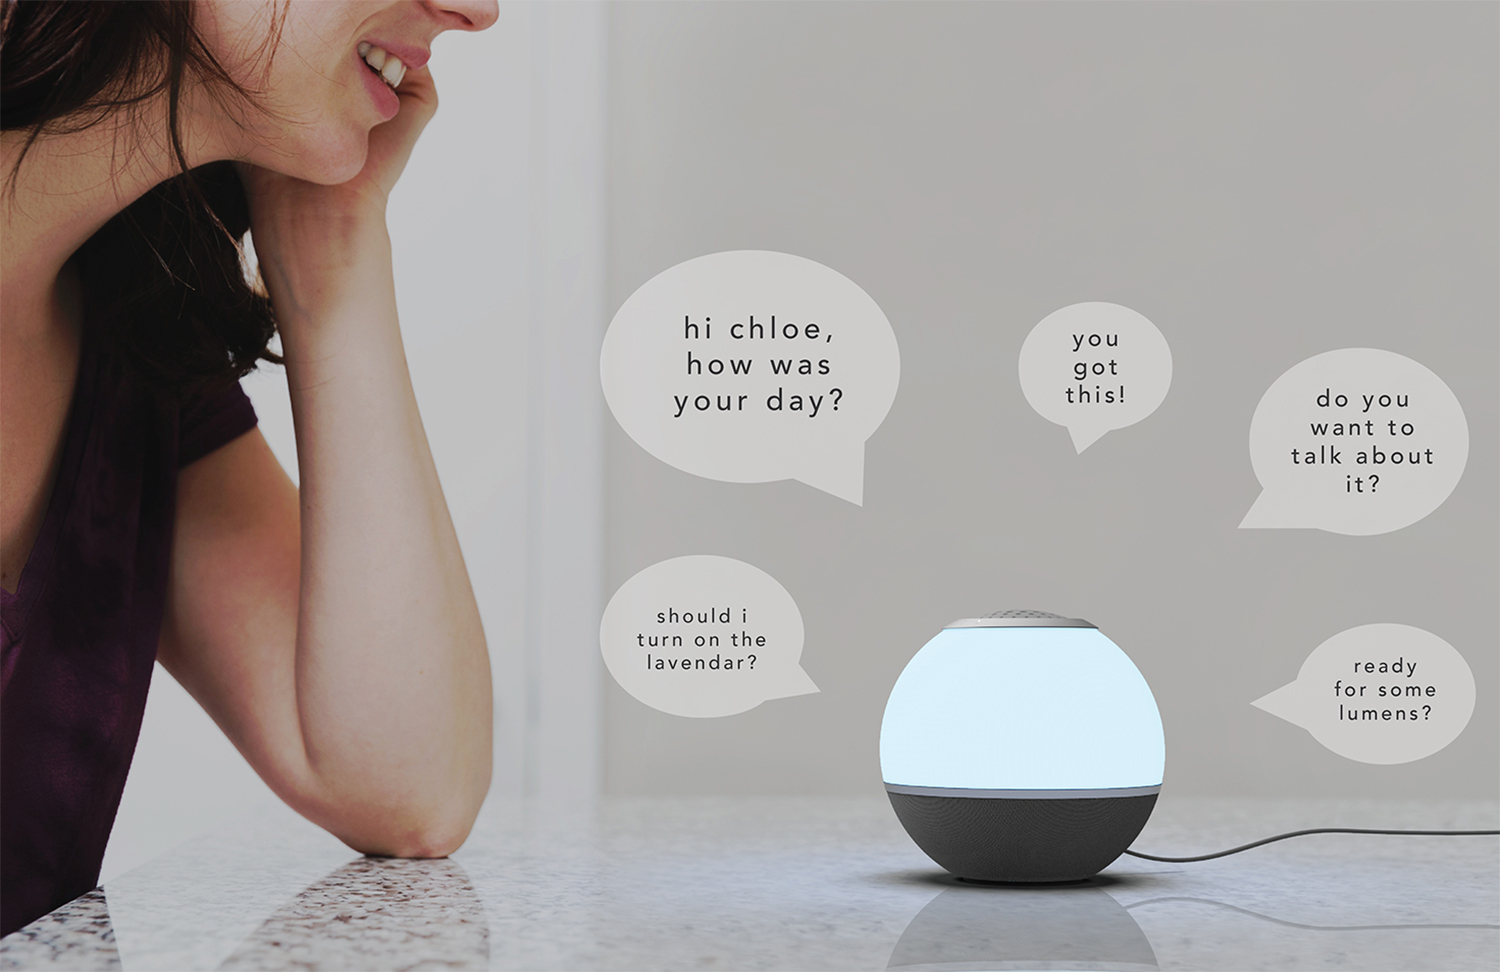 hi chloe,
how was
your day?
you
got
this!
do you
want to
talk about
it?
should i
turn on the
lavendar?
ready
for some
lumens?